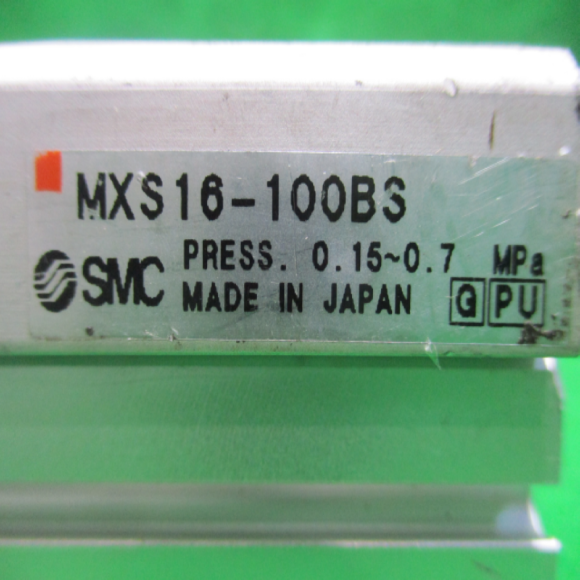 MXS16-100BS
SMC PRESS. 0.15~0.7 MPa
MADE IN JAPAN G PU